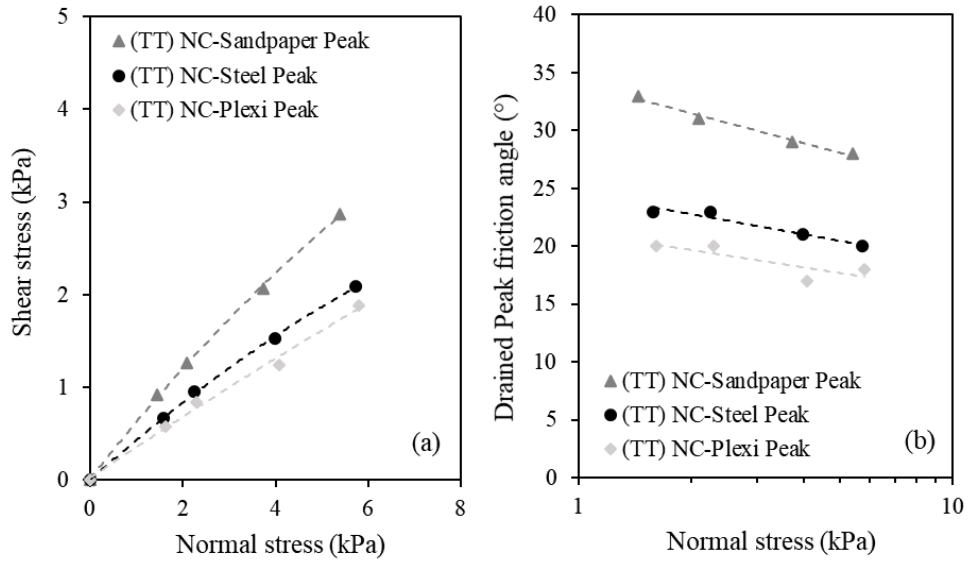 5
4
3
2
1
0
Shear stress (kPa)
(TT) NC-Sandpaper Peak
(TT) NC-Steel Peak
(TT) NC-Plexi Peak
(a)
0 2 4 6 8
Normal stress (kPa)
40
35
30
25
20
15
10
5
0
Drained Peak friction angle (°)
(TT) NC-Sandpaper Peak
(TT) NC-Steel Peak
(TT) NC-Plexi Peak
(b)
1 10
Normal stress (kPa)